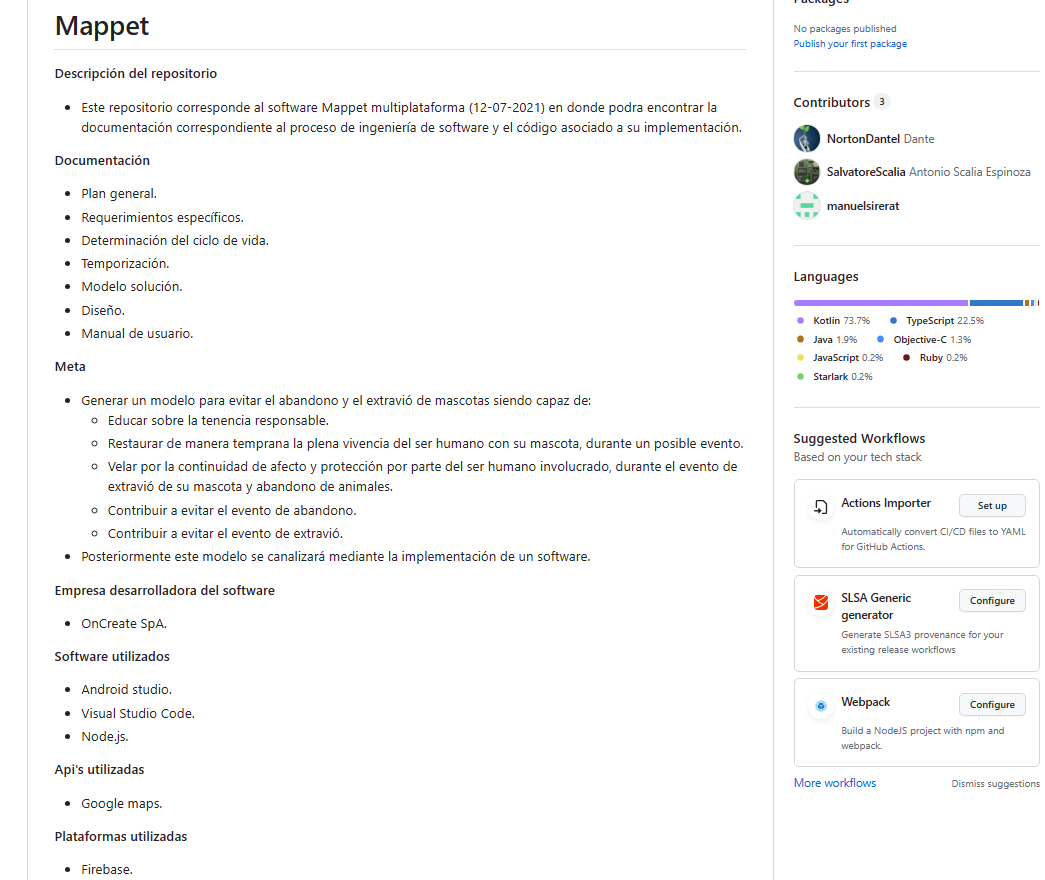 Mappet
Descripción del repositorio
Este repositorio corresponde al software Mappet multiplataforma (12-07-2021) en donde podra encontrar la
documentación correspondiente al proceso de ingeniería de software y el código asociado a su implementación.
Documentación
Plan general.
Requerimientos específicos.
Determinación del ciclo de vida.
Temporización.
Modelo solución.
Diseño.
Manual de usuario.
Meta
Generar un modelo para evitar el abandono y el extravió de mascotas siendo capaz de:
Educar sobre la tenencia responsable.
Restaurar de manera temprana la plena vivencia del ser humano con su mascota, durante un posible evento.
Velar por la continuidad de afecto y protección por parte del ser humano involucrado, durante el evento de
extravió de su mascota y abandono de animales.
Contribuir a evitar el evento de abandono.
Contribuir a evitar el evento de extravió.
Posteriormente este modelo se canalizará mediante la implementación de un software.
Empresa desarrolladora del software
OnCreate SpA.
Software utilizados
Android studio.
Visual Studio Code.
Node.js.
Api's utilizadas
Google maps.
Plataformas utilizadas
Firebase.
Packages
No packages published
Publish your first package
Contributors 3
NortonDantel Dante
SalvatoreScalia Antonio Scalia Espinoza
manuelsirerat
Languages
Kotlin 73.7% TypeScript 22.5%
Java 1.9% Objective-C 1.3%
JavaScript 0.2% Ruby 0.2%
Starlark 0.2%
Suggested Workflows
Based on your tech stack
Actions Importer Set up
Automatically convert CI/CD files to YAML
for GitHub Actions.
SLSA Generic
generator
Configure
Generate SLSA3 provenance for your
existing release workflows
Webpack Configure
Build a NodeJS project with npm and
webpack.
More workflows Dismiss suggestions